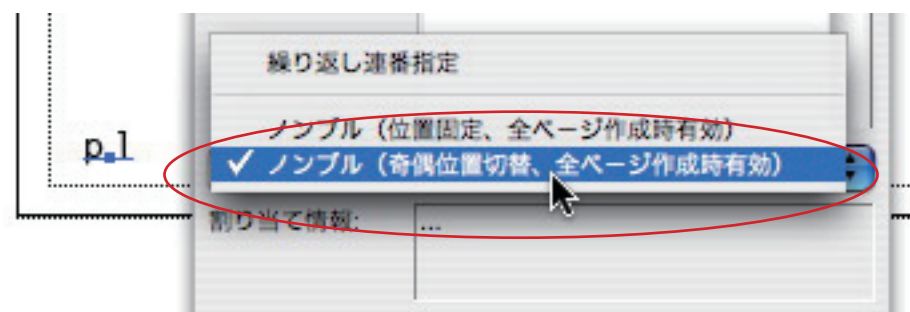 繰り返し連番指定
ノンブル（位置固定、全ページ作成時有効）
p.1
✓ ノンブル（奇偶位置切替、全ページ作成時有効）
割り当て情報: ...